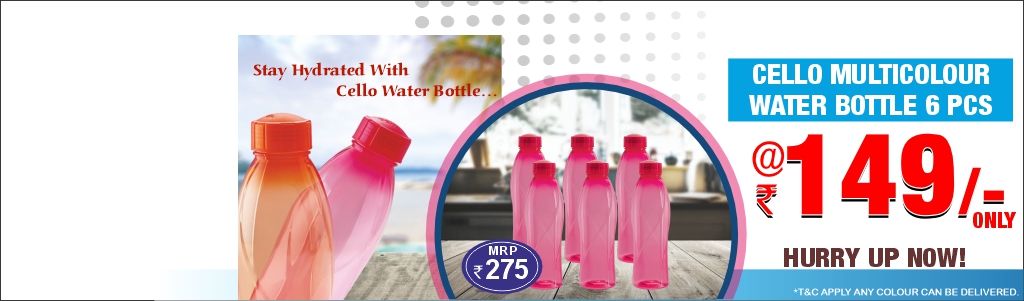 Stay Hydrated With
Cello Water Bottle...
MRP
₹275
CELLO MULTICOLOUR
WATER BOTTLE 6 PCS
@
₹149/-
ONLY
HURRY UP NOW!
*T&C APPLY ANY COLOUR CAN BE DELIVERED.